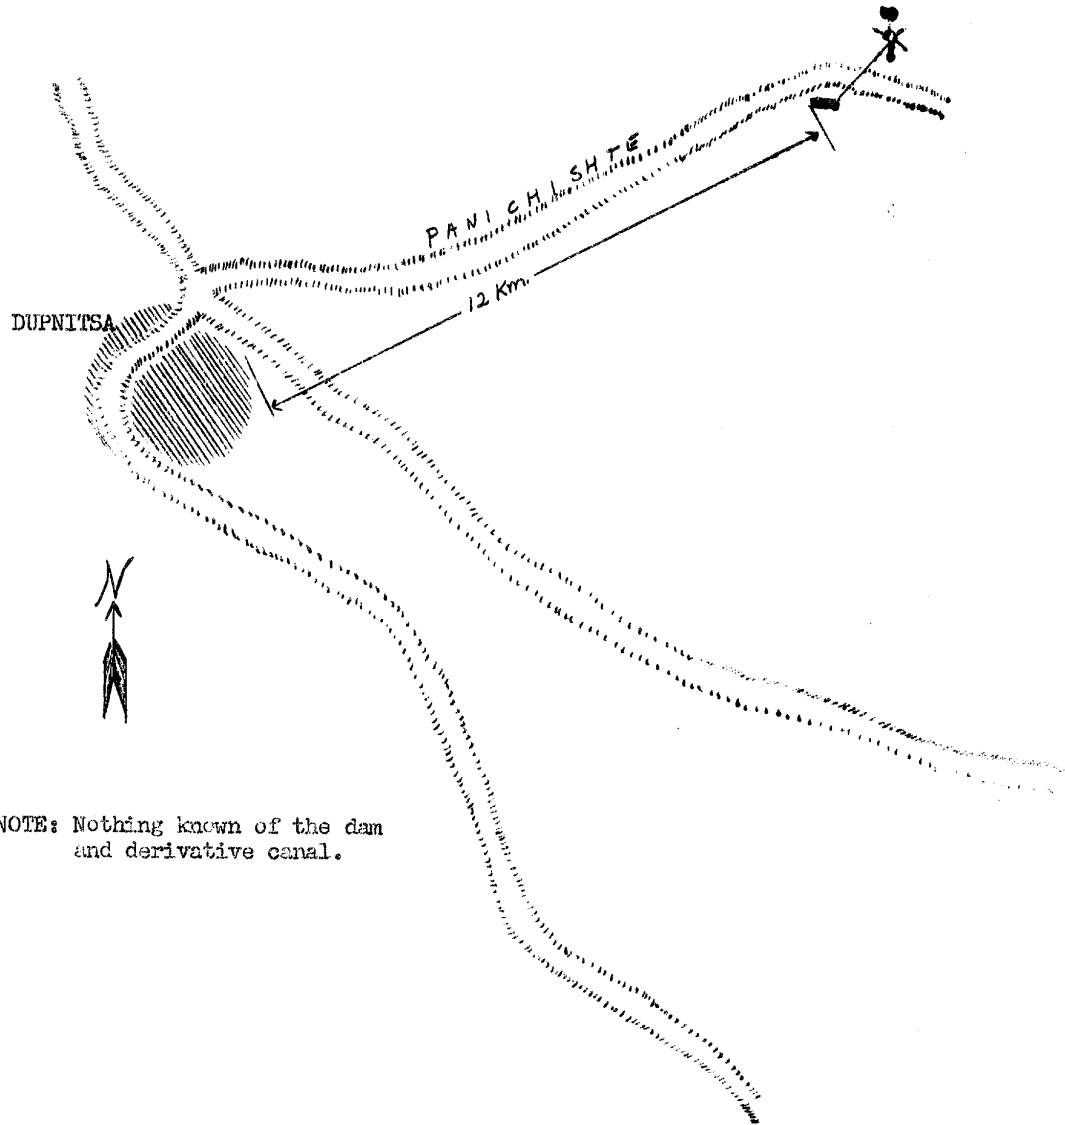 PANICHISHTE
12 Km.
DUPNITSA
N
NOTE: Nothing known of the dam
and derivative canal.